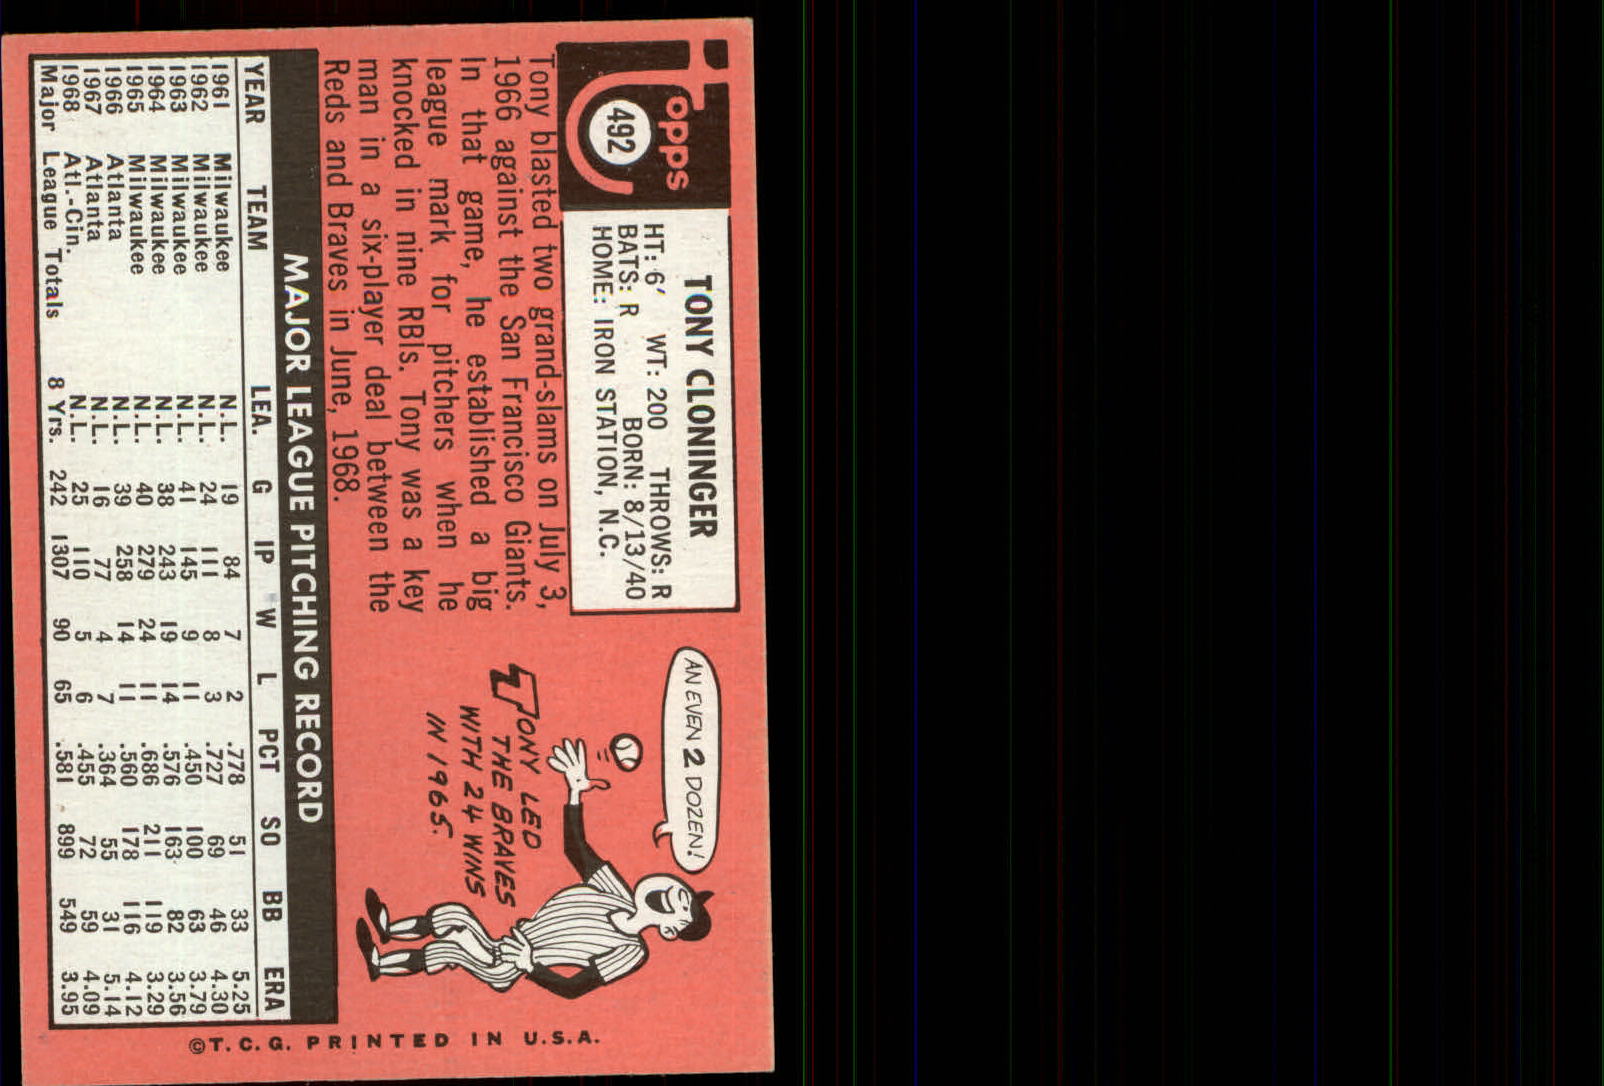 Topps
492
TONY CLONINGER
HT: 6' WT: 200 THROWS: R
BATS: R BORN: 8/13/40
HOME: IRON STATION, N.C.
Tony blasted two grand-slams on July 3,
1966 against the San Francisco Giants.
In that game, he established a big
league mark for pitchers when he
knocked in nine RBIs. Tony was a key
man in a six-player deal between the
Reds and Braves in June, 1968.
AN EVEN 2 DOZEN!
TONY LED
THE BRAVES
WITH 24 WINS
IN 1965.
MAJOR LEAGUE PITCHING RECORD
YEAR TEAM LEA. G IP W L PCT SO BB ERA
1961 Milwaukee N.L. 19 84 7 2 .778 51 33 5.25
1962 Milwaukee N.L. 24 111 8 3 .727 69 46 4.30
1963 Milwaukee N.L. 41 145 9 11 .450 100 63 3.79
1964 Milwaukee N.L. 38 243 19 14 .576 163 82 3.56
1965 Milwaukee N.L. 40 279 24 11 .686 211 119 3.29
1966 Atlanta N.L. 39 258 14 11 .560 178 116 4.12
1967 Atlanta N.L. 16 77 4 7 .364 55 31 5.14
1968 Atl.-Cin. N.L. 25 110 5 6 .455 72 59 4.09
Major League Totals 8 Yrs. 242 1307 90 65 .581 899 549 3.95
©T.C.G. PRINTED IN U.S.A.